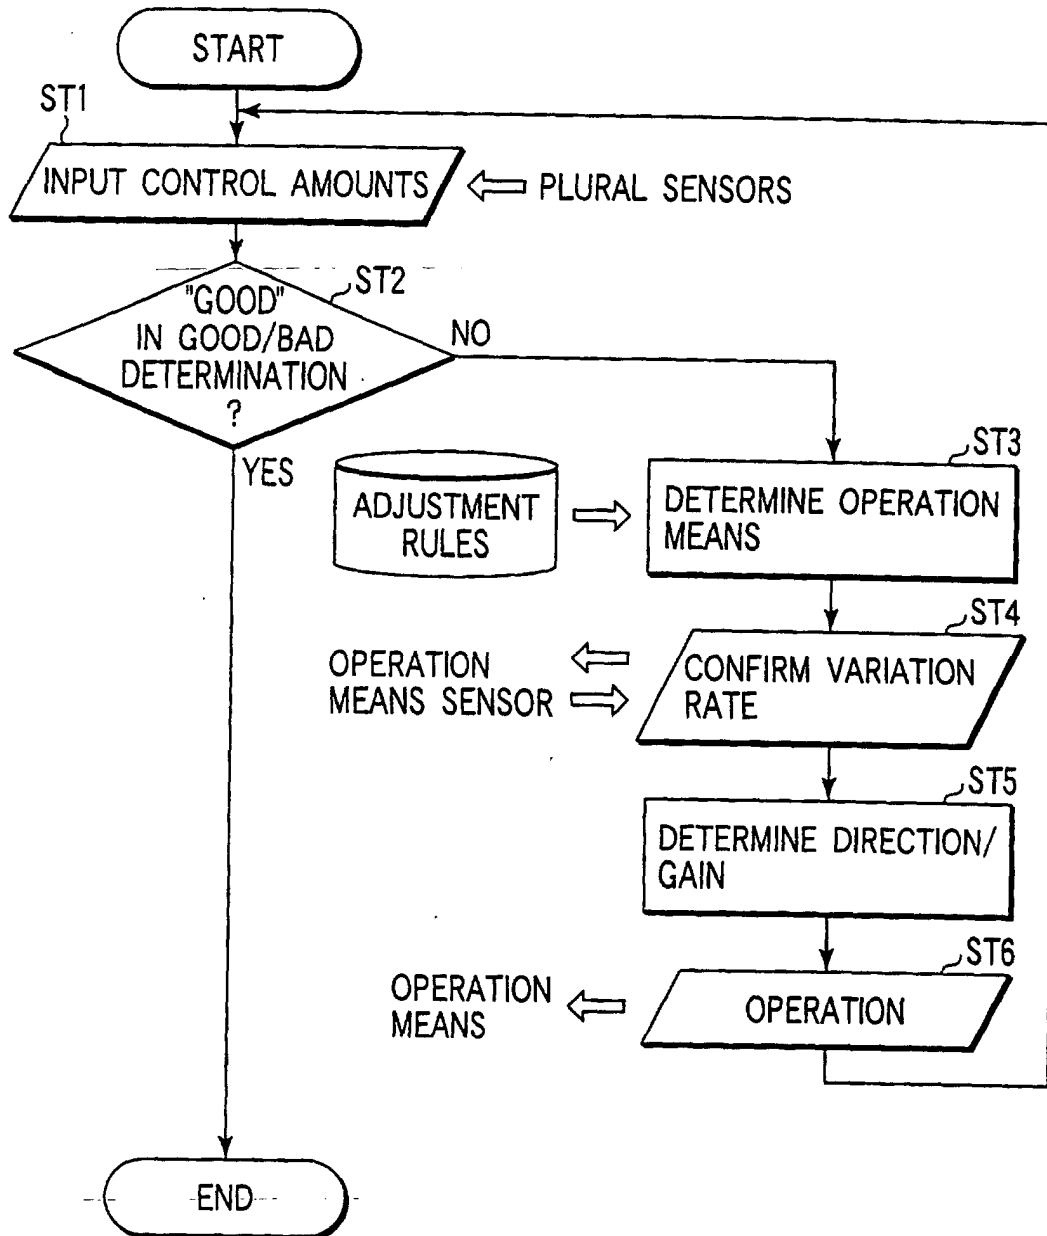 START
ST1
INPUT CONTROL AMOUNTS
PLURAL SENSORS
ST2
"GOOD"
IN GOOD/BAD
DETERMINATION
?
NO
YES
ADJUSTMENT
RULES
ST3
DETERMINE OPERATION
MEANS
ST4
OPERATION
MEANS SENSOR
CONFIRM VARIATION
RATE
ST5
DETERMINE DIRECTION/
GAIN
ST6
OPERATION
MEANS
OPERATION
END